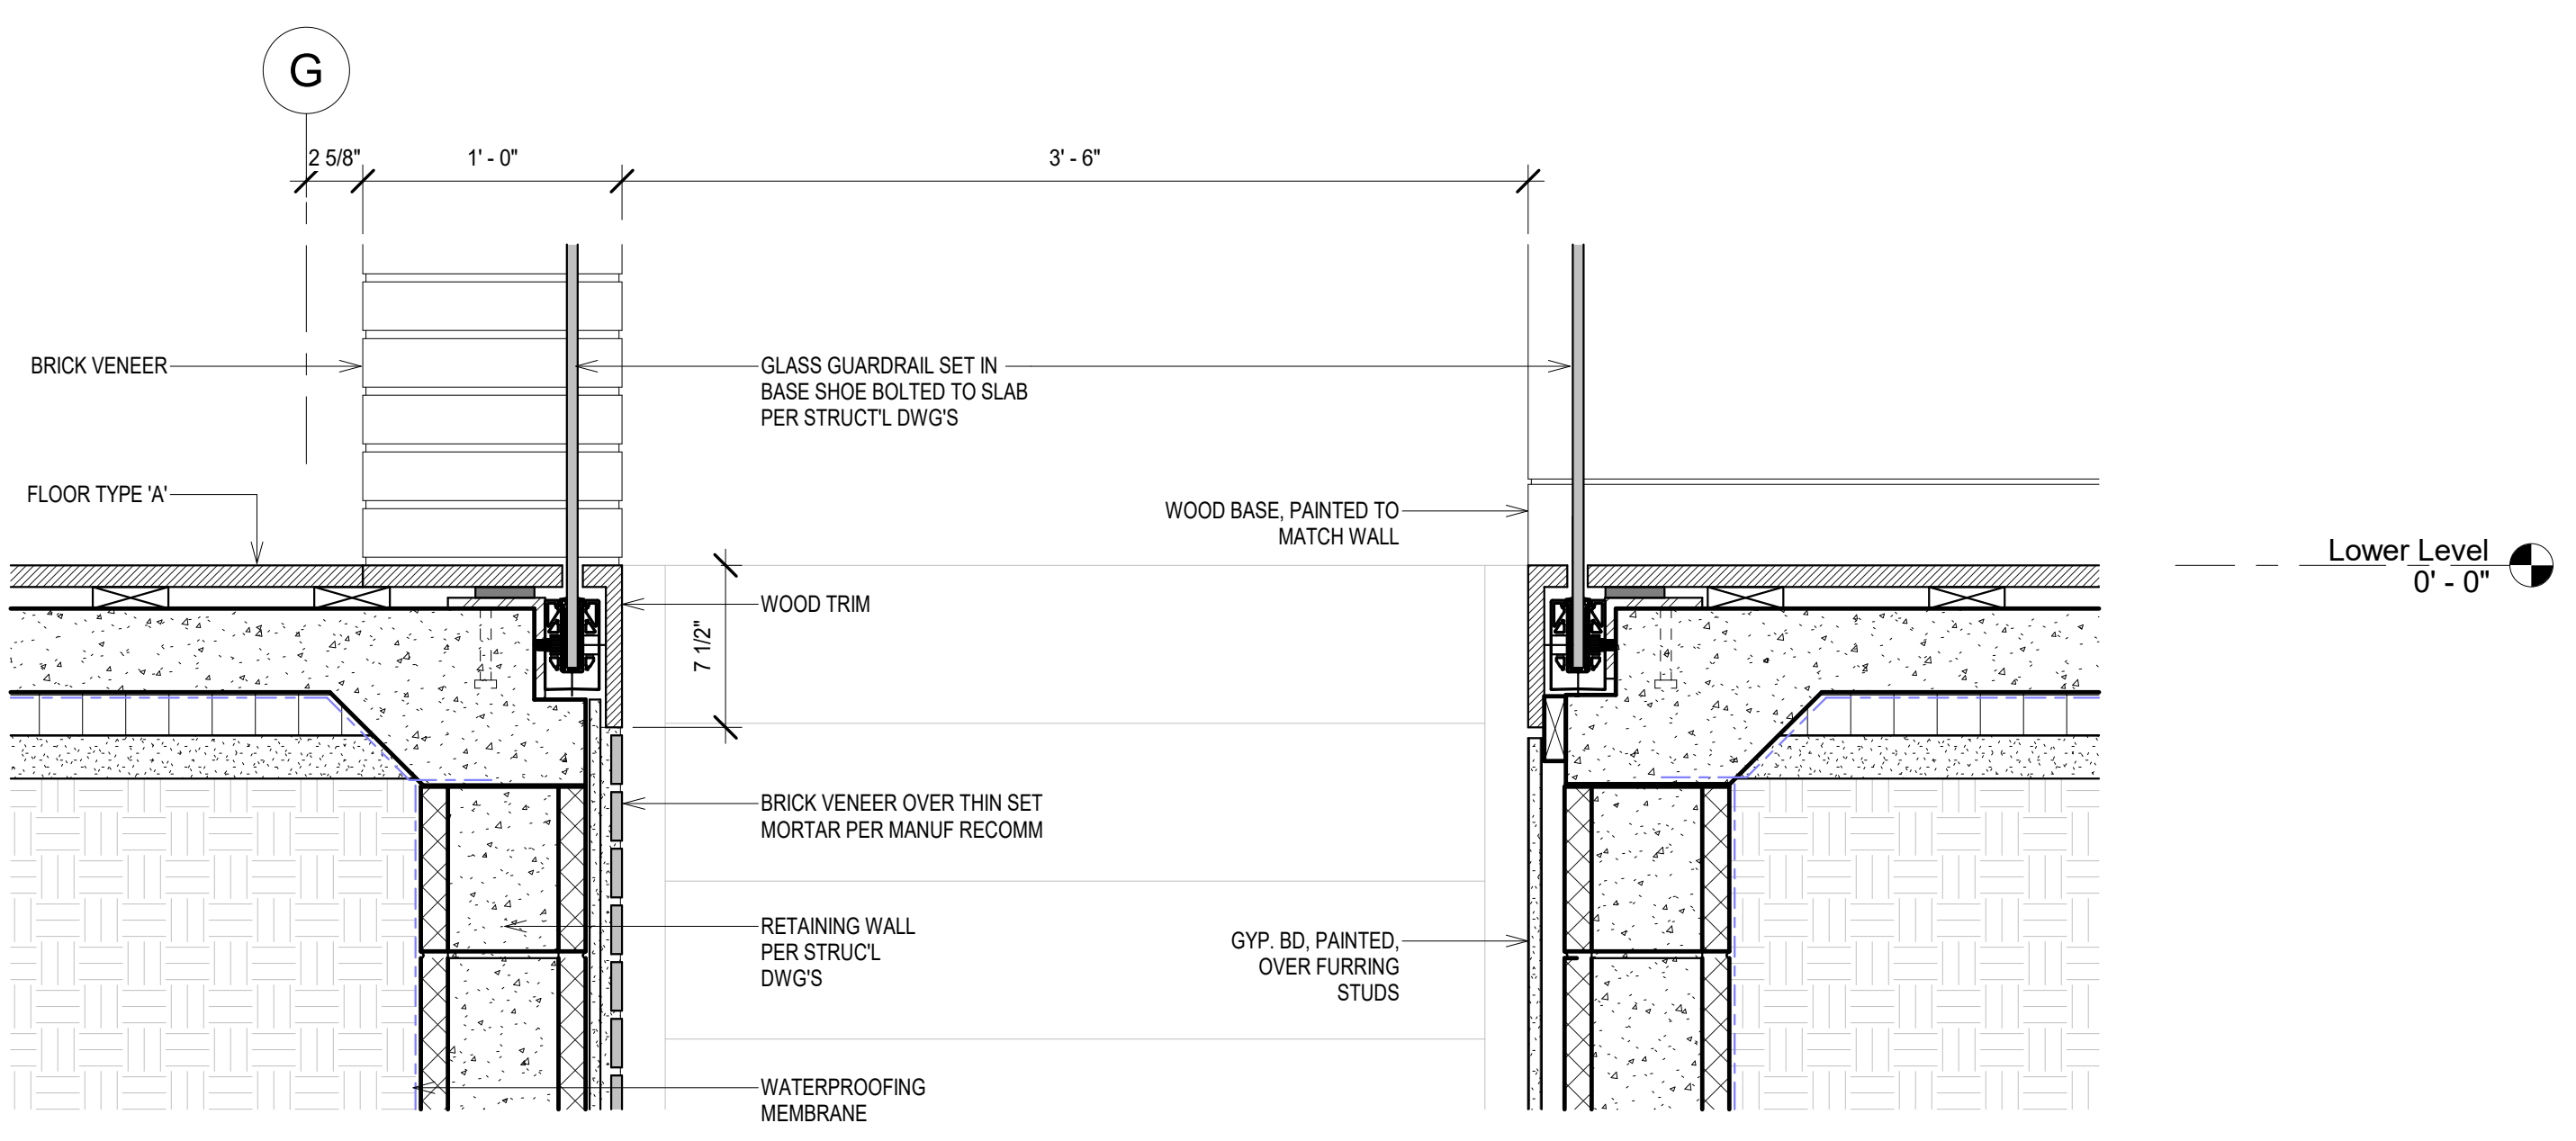 G
2 5/8"
1' - 0"
3' - 6"
BRICK VENEER
GLASS GUARDRAIL SET IN
BASE SHOE BOLTED TO SLAB
PER STRUCT'L DWG'S
FLOOR TYPE 'A'
WOOD BASE, PAINTED TO
MATCH WALL
Lower Level
0' - 0"
WOOD TRIM
7 1/2"
BRICK VENEER OVER THIN SET
MORTAR PER MANUF RECOMM
RETAINING WALL
PER STRUC'L
DWG'S
GYP. BD, PAINTED,
OVER FURRING
STUDS
WATERPROOFING
MEMBRANE